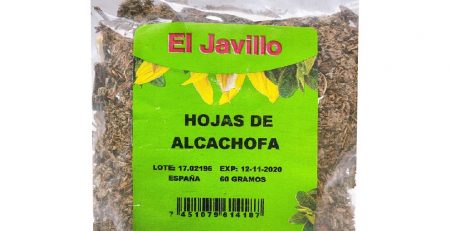 El Javillo
HOJAS DE
ALCACHOFA
LOTE: 17.02196 EXP: 12-11-2020
ESPAÑA 60 GRAMOS
7 451079 614187